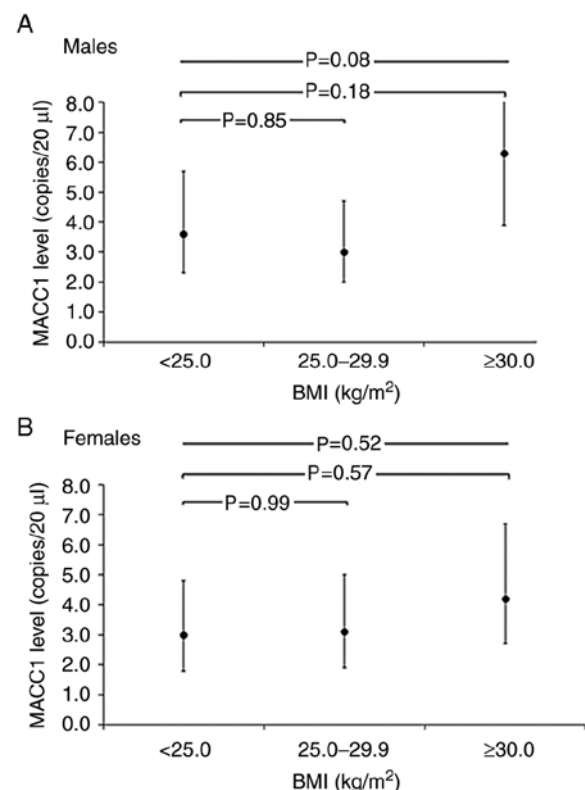 A
Males
P=0.08
P=0.18
P=0.85
MACC1 level (copies/20 µl)
8.0
7.0
6.0
5.0
4.0
3.0
2.0
1.0
0.0
<25.0 25.0–29.9 ≥30.0
BMI (kg/m²)
B
Females
P=0.52
P=0.57
P=0.99
MACC1 level (copies/20 µl)
8.0
7.0
6.0
5.0
4.0
3.0
2.0
1.0
0.0
<25.0 25.0–29.9 ≥30.0
BMI (kg/m²)